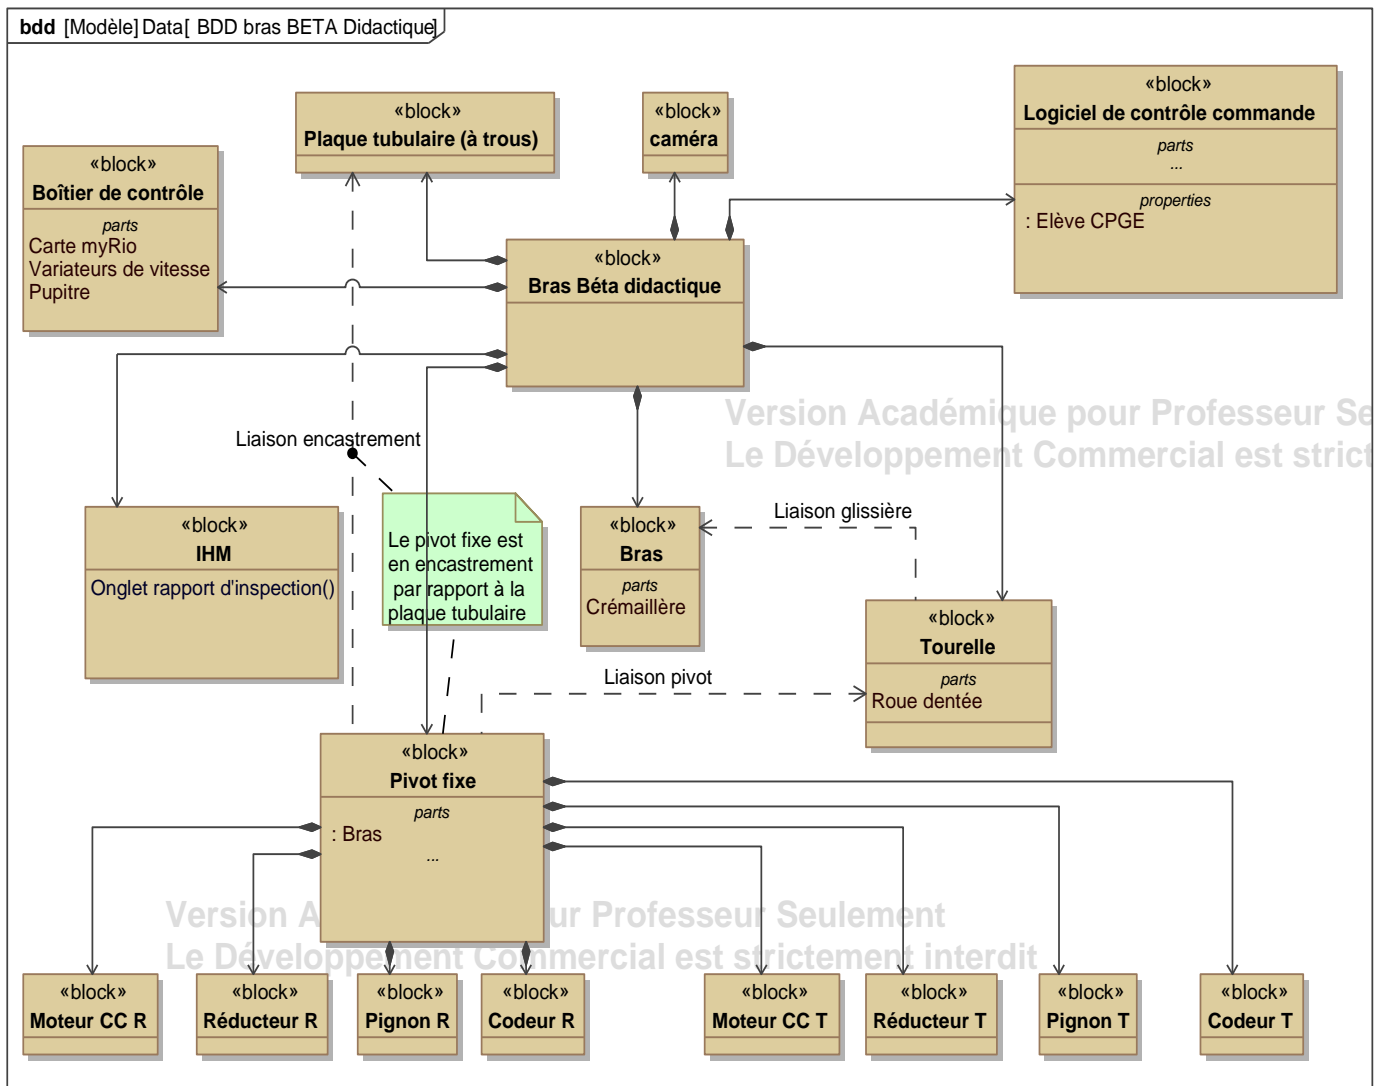 bdd [Modèle] Data[ BDD bras BETA Didactique]
«block»
Plaque tubulaire (à trous)
«block»
caméra
«block»
Logiciel de contrôle commande
parts
...
properties
: Elève CPGE
«block»
Boîtier de contrôle
parts
Carte myRio
Variateurs de vitesse
Pupitre
«block»
Bras Béta didactique
Version Académique pour Professeur Se
Le Développement Commercial est strict
Liaison encastrement
«block»
IHM
Onglet rapport d'inspection()
Le pivot fixe est
en encastrement
par rapport à la
plaque tubulaire
«block»
Bras
parts
Crémaillère
Liaison glissière
«block»
Tourelle
parts
Roue dentée
Liaison pivot
«block»
Pivot fixe
parts
: Bras
...
Version A ur Professeur Seulement
Le Développement Commercial est strictement interdit
«block»
Moteur CC R
«block»
Réducteur R
«block»
Pignon R
«block»
Codeur R
«block»
Moteur CC T
«block»
Réducteur T
«block»
Pignon T
«block»
Codeur T